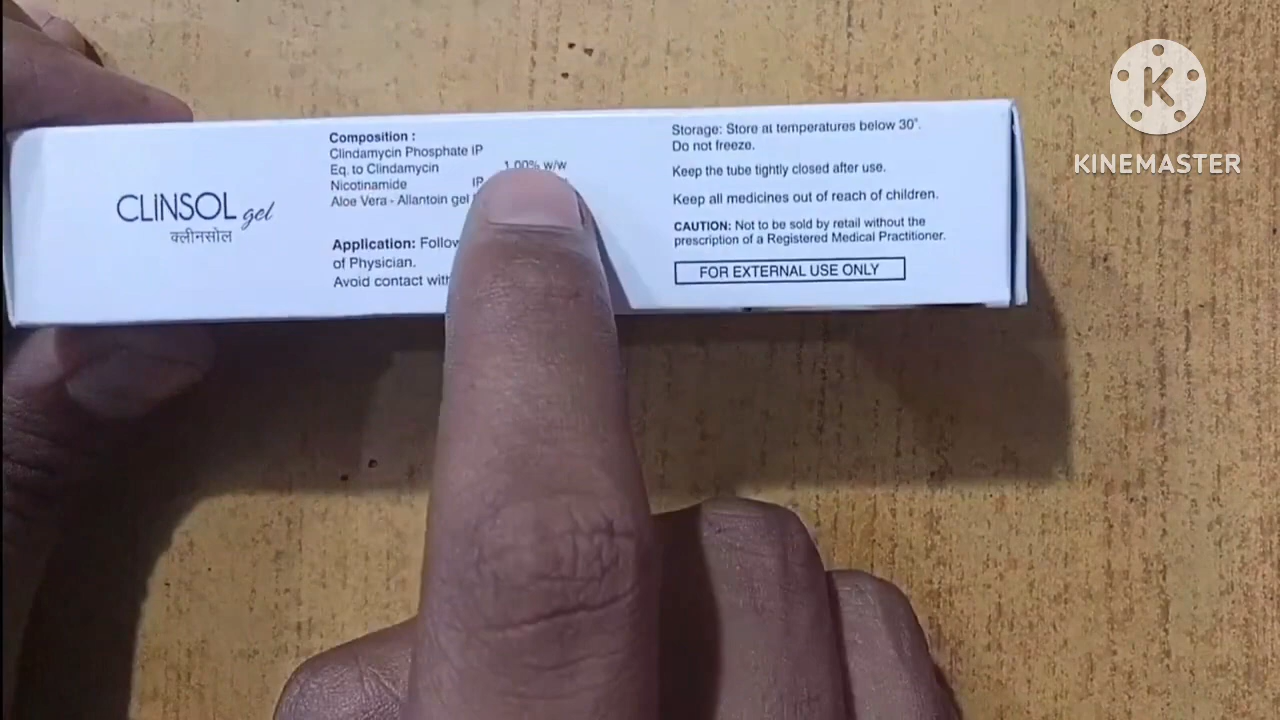 CLiNSOL gel
क्लीनसोल
Composition :
Clindamycin Phosphate IP
Eq. to Clindamycin 1.00% w/w
Nicotinamide IP
Aloe Vera - Allantoin gel
Application: Follow
of Physician.
Avoid contact with
Storage: Store at temperatures below 30°.
Do not freeze.
Keep the tube tightly closed after use.
Keep all medicines out of reach of children.
CAUTION: Not to be sold by retail without the
prescription of a Registered Medical Practitioner.
FOR EXTERNAL USE ONLY
K
KINEMASTER